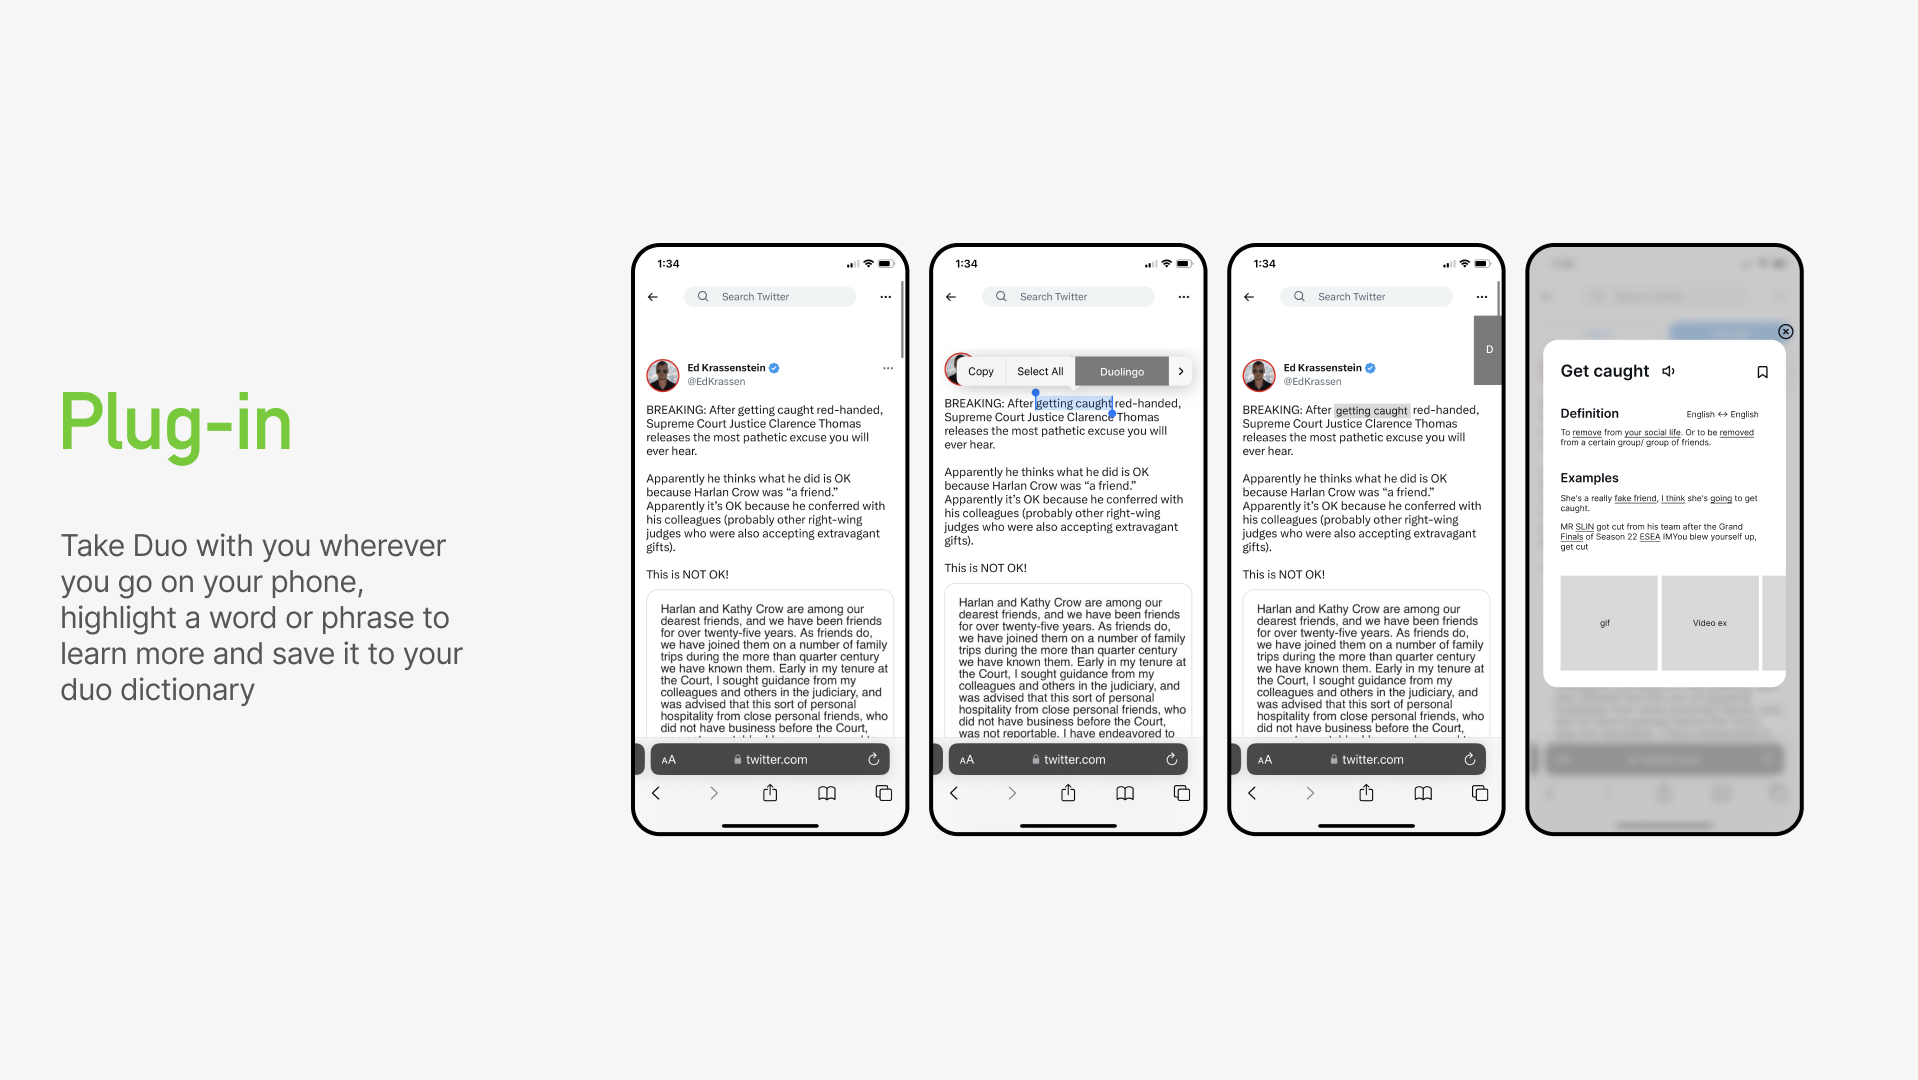 Plug-in
Take Duo with you wherever
you go on your phone,
highlight a word or phrase to
learn more and save it to your
duo dictionary
1:34
Search Twitter
Ed Krassenstein
@EdKrassen
BREAKING: After getting caught red-handed,
Supreme Court Justice Clarence Thomas
releases the most pathetic excuse you will
ever hear.
Apparently he thinks what he did is OK
because Harlan Crow was “a friend.”
Apparently it’s OK because he conferred with
his colleagues (probably other right-wing
judges who were also accepting extravagant
gifts).
This is NOT OK!
Harlan and Kathy Crow are among our
dearest friends, and we have been friends
for over twenty-five years. As friends do,
we have joined them on a number of family
trips during the more than quarter century
we have known them. Early in my tenure at
the Court, I sought guidance from my
colleagues and others in the judiciary, and
was advised that this sort of personal
hospitality from close personal friends, who
did not have business before the Court,
AA twitter.com
1:34
Search Twitter
Copy Select All Duolingo
BREAKING: After getting caught red-handed,
Supreme Court Justice Clarence Thomas
releases the most pathetic excuse you will
ever hear.
Apparently he thinks what he did is OK
because Harlan Crow was “a friend.”
Apparently it’s OK because he conferred with
his colleagues (probably other right-wing
judges who were also accepting extravagant
gifts).
This is NOT OK!
Harlan and Kathy Crow are among our
dearest friends, and we have been friends
for over twenty-five years. As friends do,
we have joined them on a number of family
trips during the more than quarter century
we have known them. Early in my tenure at
the Court, I sought guidance from my
colleagues and others in the judiciary, and
was advised that this sort of personal
hospitality from close personal friends, who
did not have business before the Court,
was not reportable. I have endeavored to
AA twitter.com
1:34
Search Twitter
D
Ed Krassenstein
@EdKrassen
BREAKING: After getting caught red-handed,
Supreme Court Justice Clarence Thomas
releases the most pathetic excuse you will
ever hear.
Apparently he thinks what he did is OK
because Harlan Crow was “a friend.”
Apparently it’s OK because he conferred with
his colleagues (probably other right-wing
judges who were also accepting extravagant
gifts).
This is NOT OK!
Harlan and Kathy Crow are among our
dearest friends, and we have been friends
for over twenty-five years. As friends do,
we have joined them on a number of family
trips during the more than quarter century
we have known them. Early in my tenure at
the Court, I sought guidance from my
colleagues and others in the judiciary, and
was advised that this sort of personal
hospitality from close personal friends, who
did not have business before the Court,
AA twitter.com
Get caught
Definition English ↔ English
To remove from your social life. Or to be removed
from a certain group/ group of friends.
Examples
She's a really fake friend, I think she's going to get
caught.
MR SLIN got cut from his team after the Grand
Finals of Season 22 ESEA IMYou blew yourself up,
get cut
gif Video ex